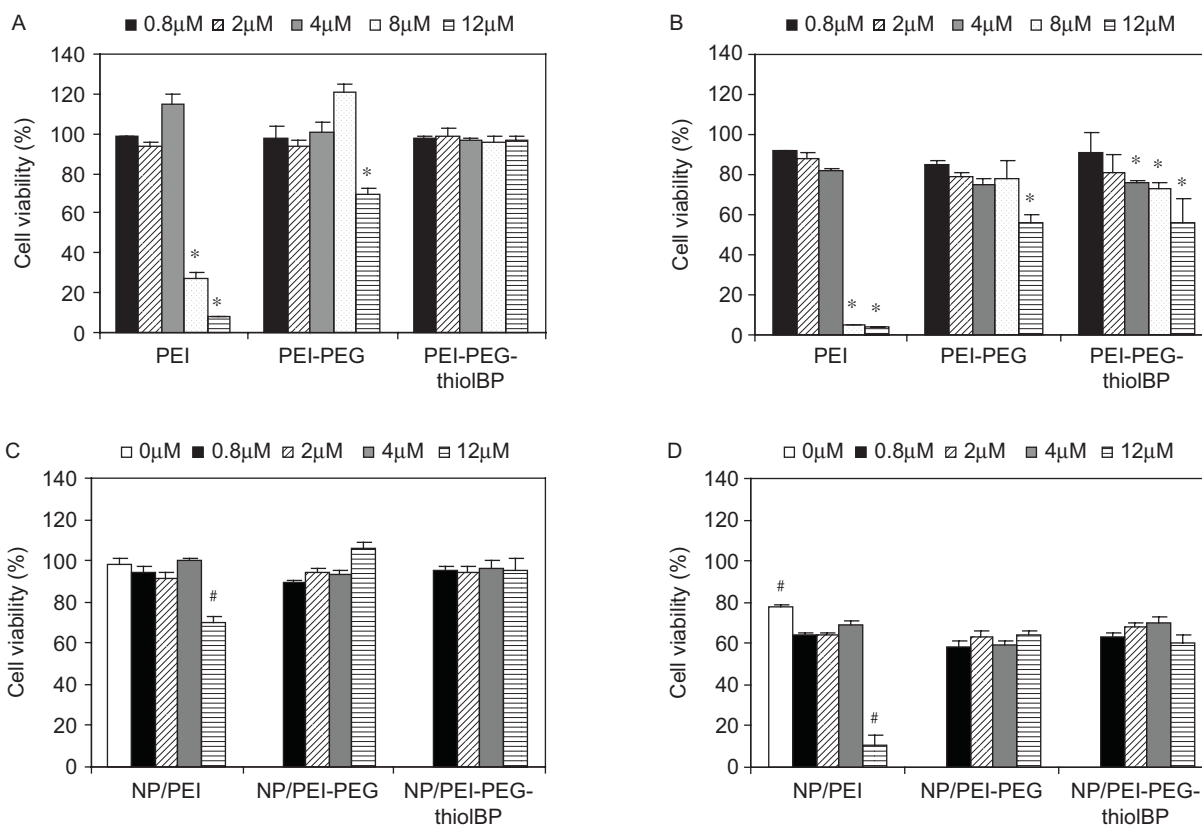 A
0.8μM 2μM 4μM 8μM 12μM
140
120
100
80
60
40
20
0
Cell viability (%)
* * *
PEI PEI-PEG PEI-PEG-
thiolBP
B
0.8μM 2μM 4μM 8μM 12μM
140
120
100
80
60
40
20
0
Cell viability (%)
* * * * * *
PEI PEI-PEG PEI-PEG-
thiolBP
C
0μM 0.8μM 2μM 4μM 12μM
140
120
100
80
60
40
20
0
Cell viability (%)
#
NP/PEI NP/PEI-PEG NP/PEI-PEG-
thiolBP
D
0μM 0.8μM 2μM 4μM 12μM
140
120
100
80
60
40
20
0
Cell viability (%)
# #
NP/PEI NP/PEI-PEG NP/PEI-PEG-
thiolBP